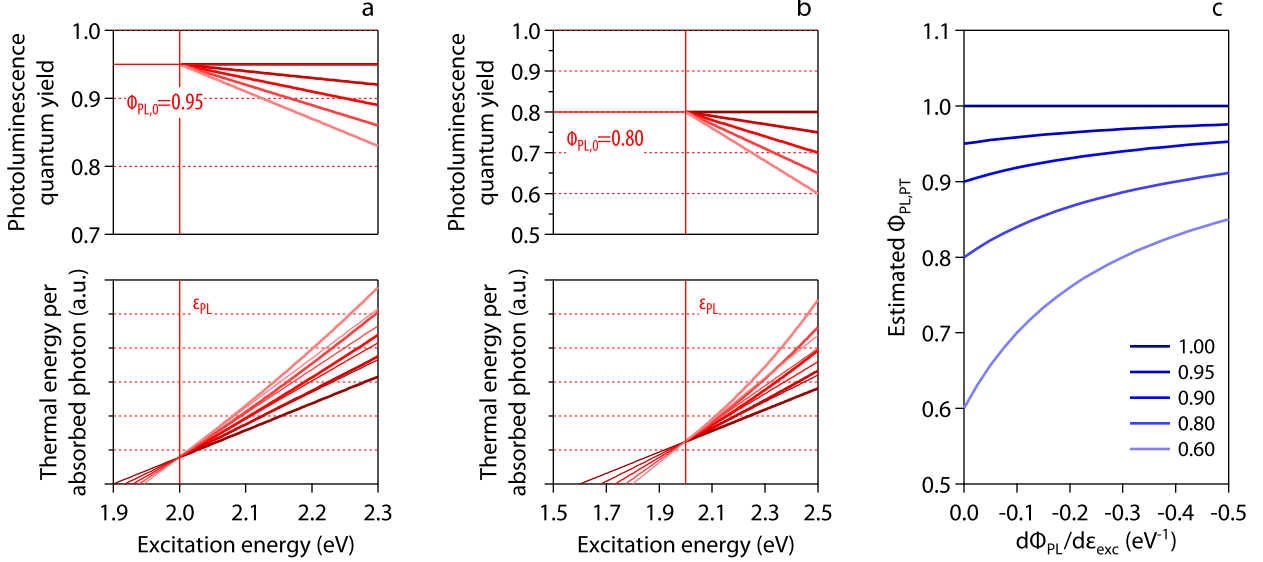 a
Photoluminescence
quantum yield
1.0
0.9
0.8
0.7
Φ_PL,0=0.95
Thermal energy per
absorbed photon (a.u.)
ε_PL
1.9
2.0
2.1
2.2
2.3
Excitation energy (eV)
b
Photoluminescence
quantum yield
1.0
0.9
0.8
0.7
0.6
0.5
Φ_PL,0=0.80
Thermal energy per
absorbed photon (a.u.)
ε_PL
1.5
1.7
1.9
2.1
2.3
2.5
Excitation energy (eV)
c
Estimated Φ_PL,PT
1.1
1.0
0.9
0.8
0.7
0.6
0.5
1.00
0.95
0.90
0.80
0.60
0.0
-0.1
-0.2
-0.3
-0.4
-0.5
dΦ_PL/dε_exc (eV⁻¹)